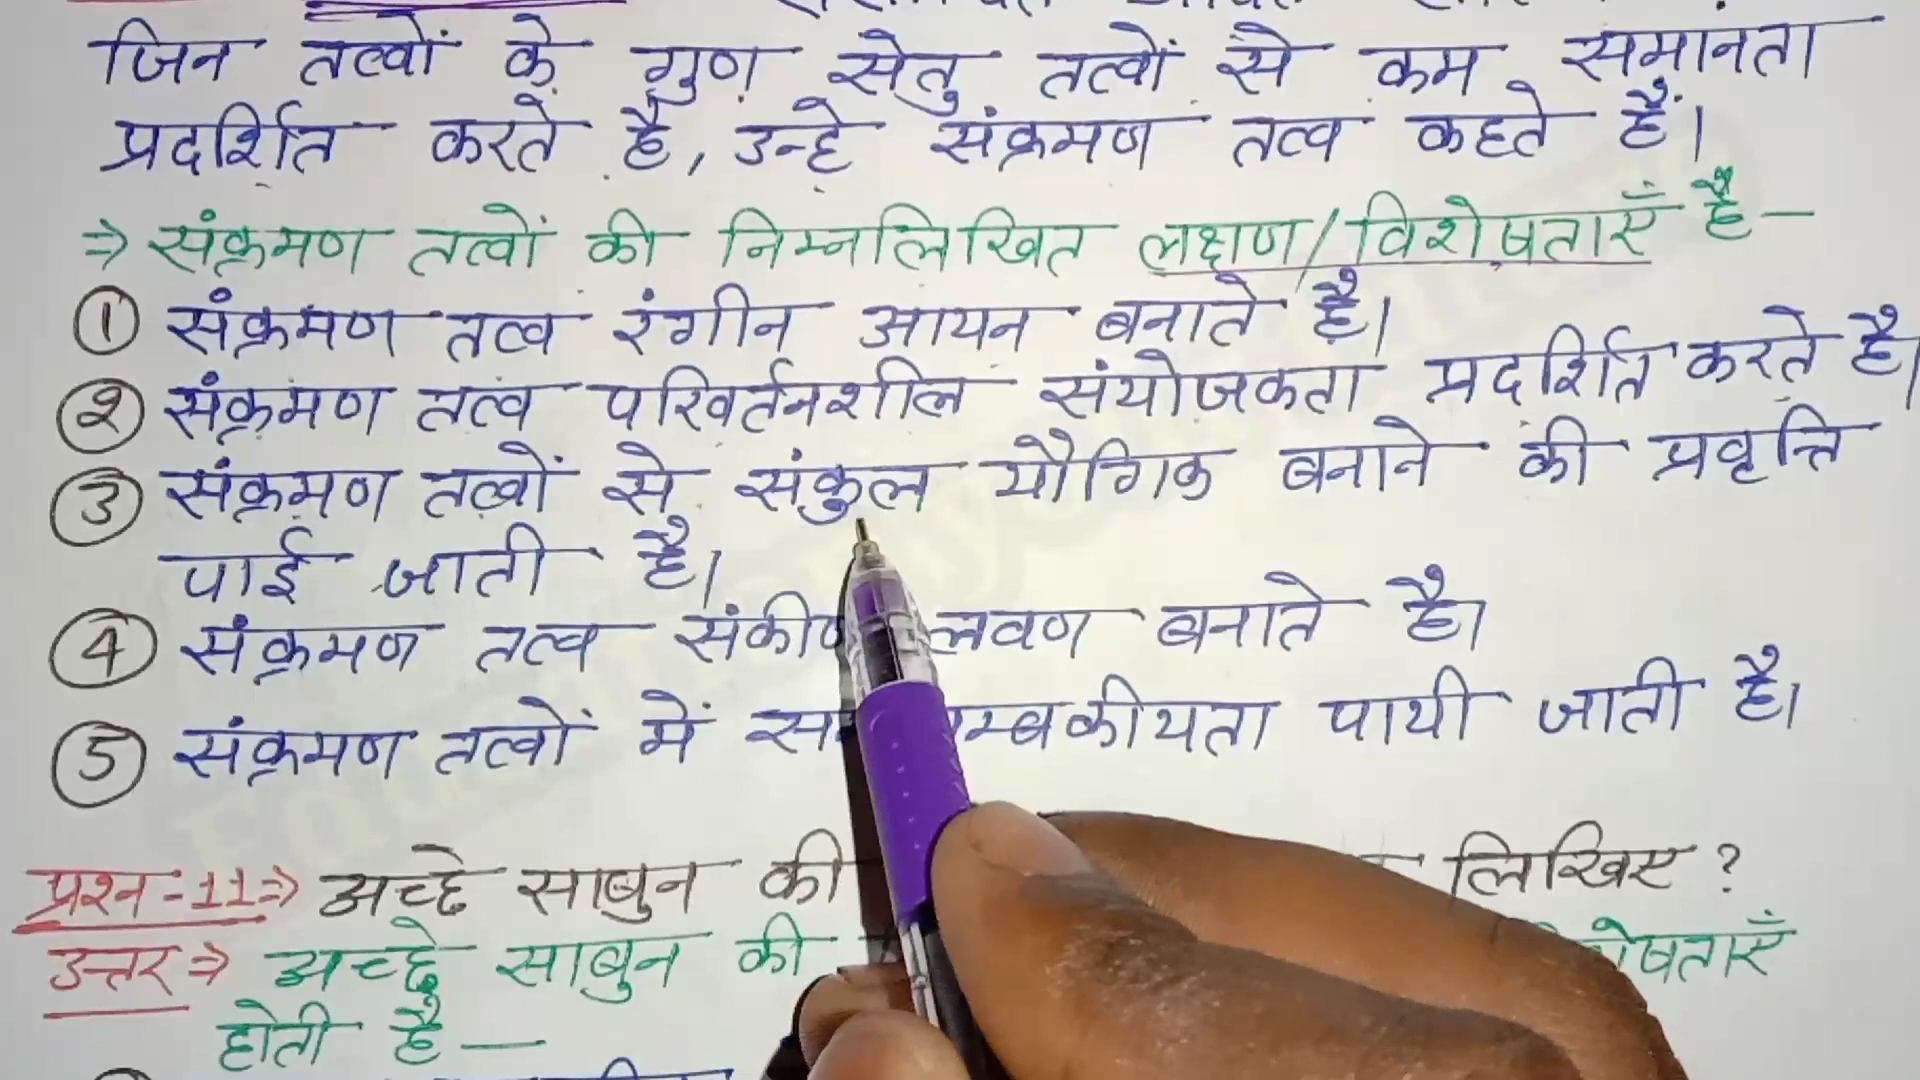 जिन तत्वों के गुण सेतु तत्वों से कम समानता
प्रदर्शित करते है, उन्हे संक्रमण तत्व कहते हैं।
⇒ संक्रमण तत्वों की निम्नलिखित लक्षण/विशेषताएँ है–
① संक्रमण तत्व रंगीन आयन बनाते है।
② संक्रमण तत्व परिवर्तनशील संयोजकता प्रदर्शित करते है।
③ संक्रमण तत्वों से संकुल यौगिक बनाने की प्रवृत्ति
पाई जाती है।
④ संक्रमण तत्व लवण बनाते है।
⑤ संक्रमण तत्वों में पायी जाती है।
प्रश्न-11⇒ अच्छे साबुन की लिखिए?
उत्तर⇒ अच्छे साबुन की
होती है–